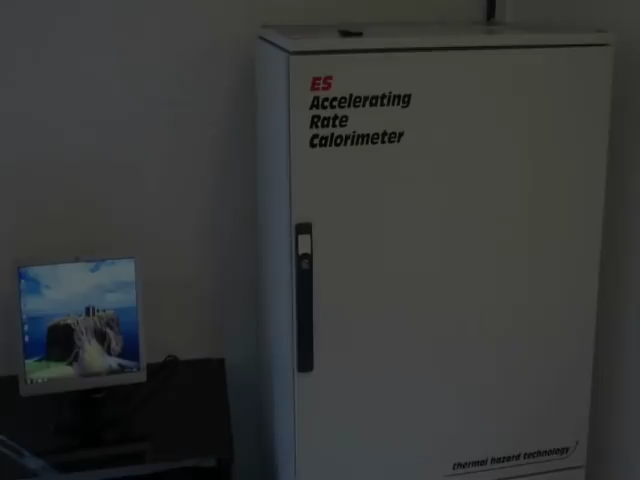 ES
Accelerating
Rate
Calorimeter
thermal hazard technology